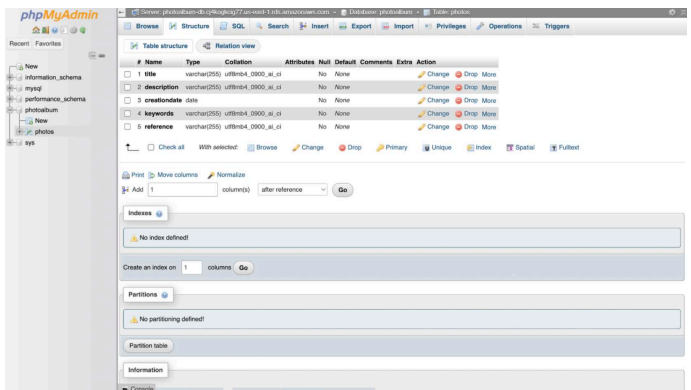 phpMyAdmin
Recent Favorites
New
information_schema
mysql
performance_schema
photoalbum
New
photos
sys
Server: photoalbum-db.cj4koglicig77.us-east-1.rds.amazonaws.com » Database: photoalbum » Table: photos
Browse Structure SQL Search Insert Export Import Privileges Operations Triggers
Table structure Relation view
# Name Type Collation Attributes Null Default Comments Extra Action
1 title varchar(255) utf8mb4_0900_ai_ci No None Change Drop More
2 description varchar(255) utf8mb4_0900_ai_ci No None Change Drop More
3 creationdate date No None Change Drop More
4 keywords varchar(255) utf8mb4_0900_ai_ci No None Change Drop More
5 reference varchar(255) utf8mb4_0900_ai_ci No None Change Drop More
Check all With selected: Browse Change Drop Primary Unique Index Spatial Fulltext
Print Move columns Normalize
Add 1 column(s) after reference Go
Indexes
No index defined!
Create an index on 1 columns Go
Partitions
No partitioning defined!
Partition table
Information
Console